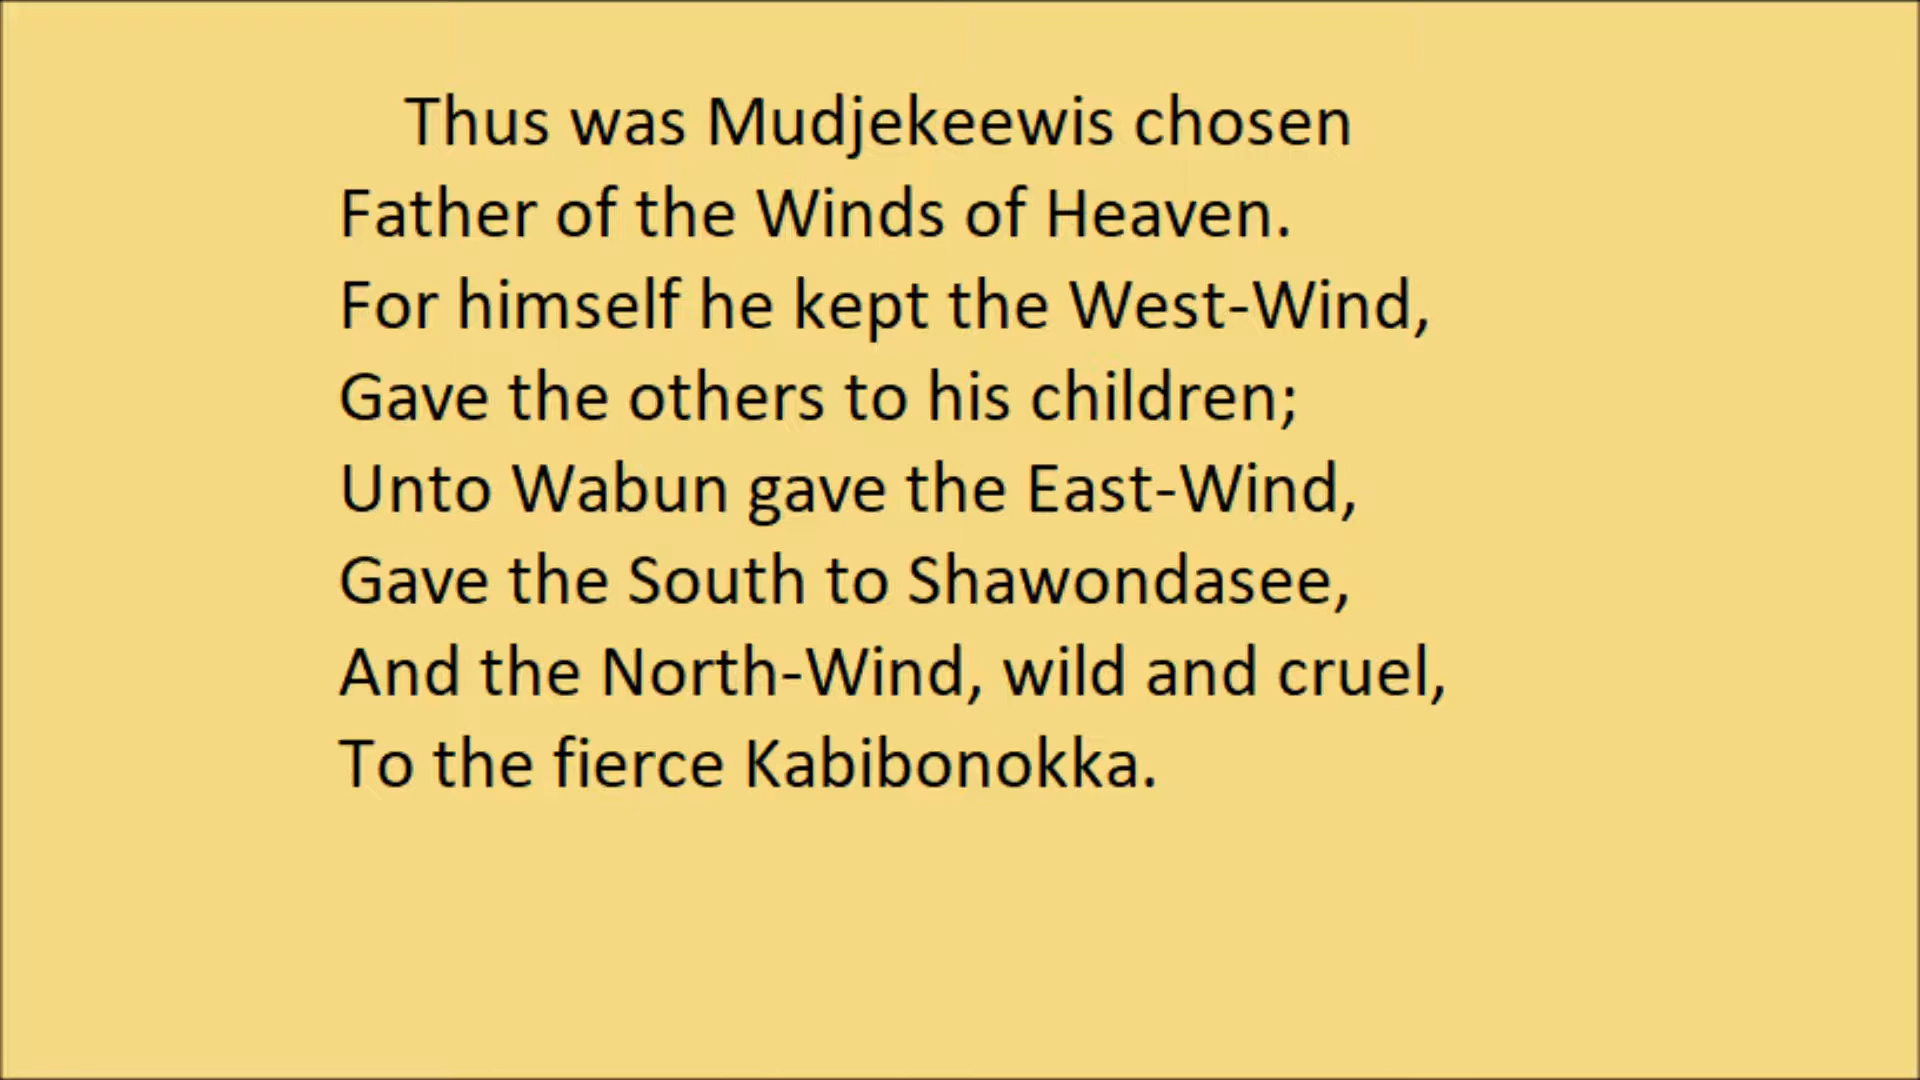 Thus was Mudjekeewis chosen
Father of the Winds of Heaven.
For himself he kept the West-Wind,
Gave the others to his children;
Unto Wabun gave the East-Wind,
Gave the South to Shawondasee,
And the North-Wind, wild and cruel,
To the fierce Kabibonokka.